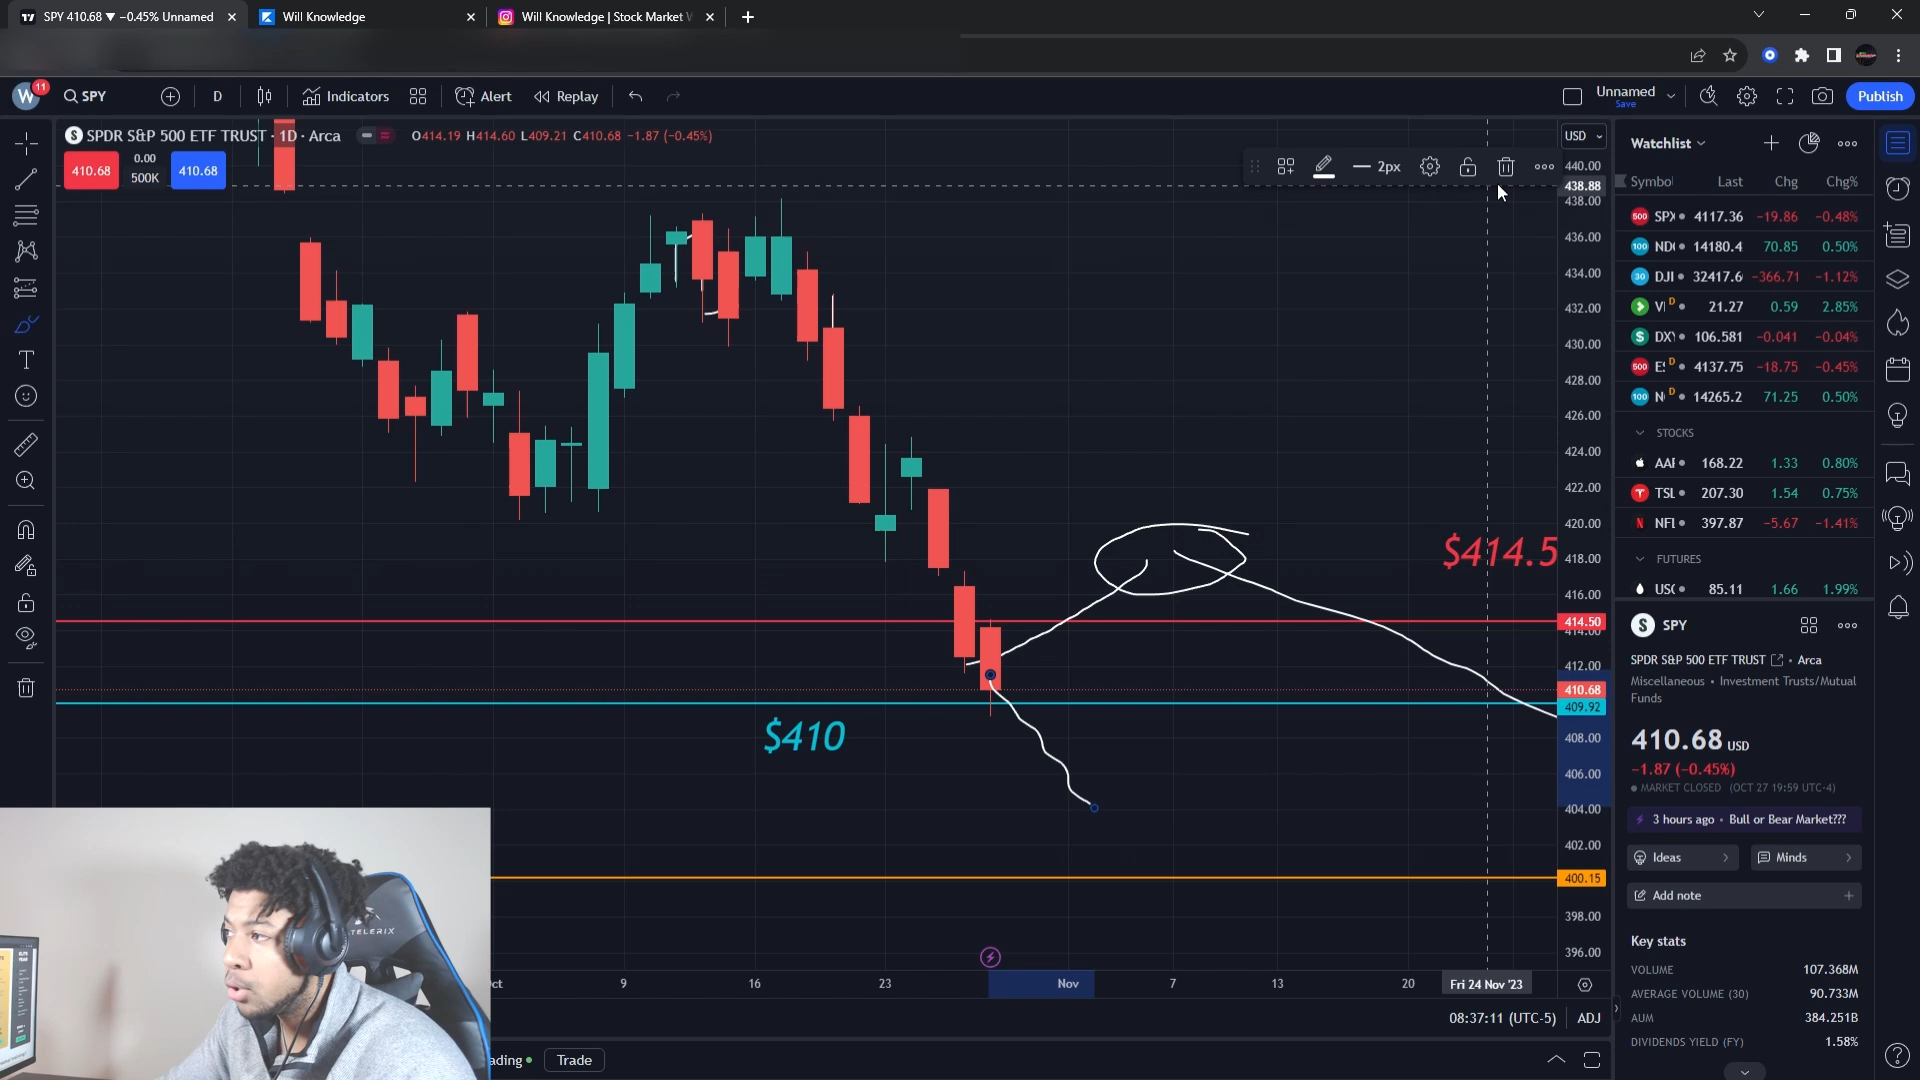 SPY 410.68 ▼ −0.45% Unnamed
Will Knowledge
Will Knowledge | Stock Market
W 11
SPY
D
Indicators
Alert
Replay
Unnamed
Save
Publish
SPDR S&P 500 ETF TRUST · 1D · Arca
O414.19 H414.60 L409.21 C410.68 −1.87 (−0.45%)
410.68
0.00
500K
410.68
2px
USD
440.00
438.88
438.00
436.00
434.00
432.00
430.00
428.00
426.00
424.00
422.00
420.00
418.00
416.00
414.50
414.00
412.00
410.68
409.92
408.00
406.00
404.00
402.00
400.15
398.00
396.00
$414.5
$410
ct
9
16
23
Nov
7
13
20
Fri 24 Nov '23
08:37:11 (UTC-5)
ADJ
ading
Trade
TELERIX
Watchlist
Symbol
Last
Chg
Chg%
SPX 4117.36 −19.86 −0.48%
ND 14180.4 70.85 0.50%
DJI 32417.6 −366.71 −1.12%
VI D 21.27 0.59 2.85%
DXY 106.581 −0.041 −0.04%
ES D 4137.75 −18.75 −0.45%
N D 14265.2 71.25 0.50%
STOCKS
AAF 168.22 1.33 0.80%
TSL 207.30 1.54 0.75%
NFL 397.87 −5.67 −1.41%
FUTURES
USO 85.11 1.66 1.99%
SPY
SPDR S&P 500 ETF TRUST • Arca
Miscellaneous • Investment Trusts/Mutual
Funds
410.68 USD
−1.87 (−0.45%)
MARKET CLOSED (OCT 27 19:59 UTC-4)
3 hours ago • Bull or Bear Market???
Ideas
Minds
Add note
Key stats
VOLUME 107.368M
AVERAGE VOLUME (30) 90.733M
AUM 384.251B
DIVIDENDS YIELD (FY) 1.58%